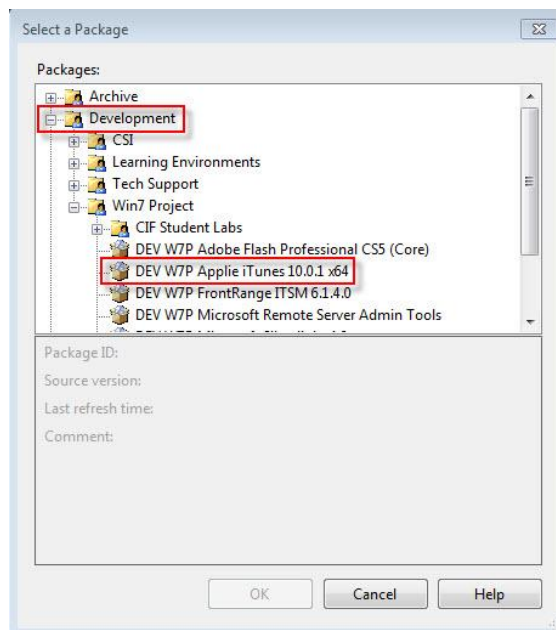 Select a Package
Packages:
Archive
Development
CSI
Learning Environments
Tech Support
Win7 Project
CIF Student Labs
DEV W7P Adobe Flash Professional CS5 (Core)
DEV W7P Applie iTunes 10.0.1 x64
DEV W7P FrontRange ITSM 6.1.4.0
DEV W7P Microsoft Remote Server Admin Tools
Package ID:
Source version:
Last refresh time:
Comment:
OK Cancel Help